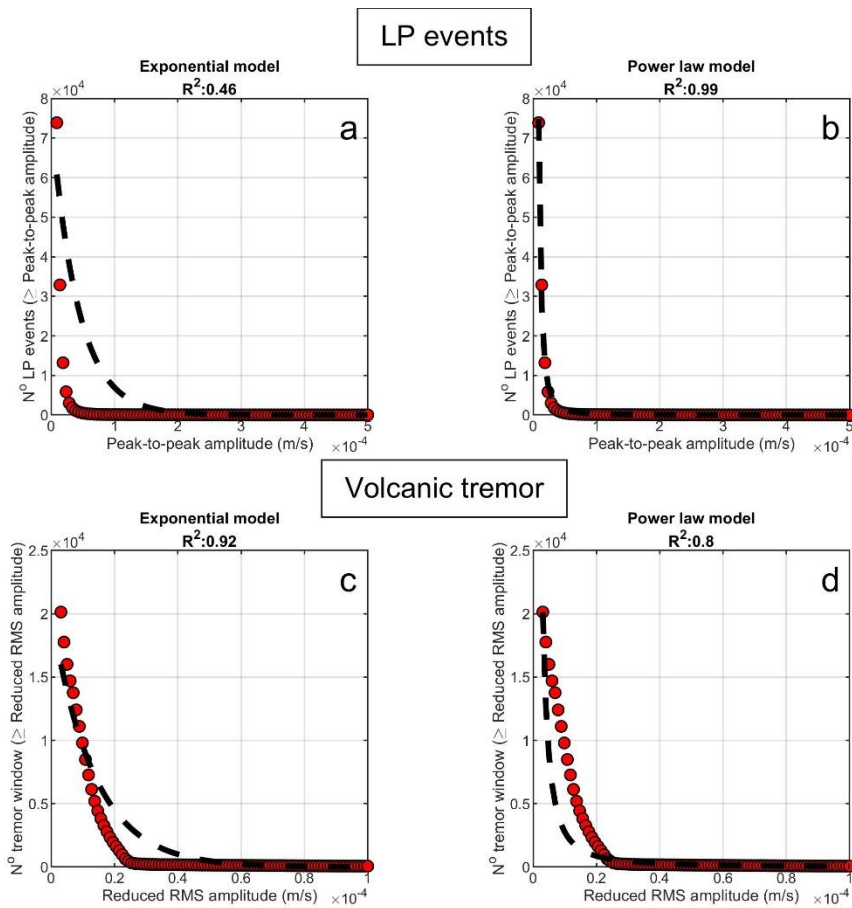 LP events
Exponential model
R²:0.46
×10⁴
8
7
6
5
4
3
2
1
0
N° LP events (≥ Peak-to-peak amplitude)
a
0 2 4 6
Peak-to-peak amplitude (m/s) ×10⁻⁴
Power law model
R²:0.99
×10⁴
8
7
6
5
4
3
2
1
0
N° LP events (≥ Peak-to-peak amplitude)
b
0 1 2 3 4 5
Peak-to-peak amplitude (m/s) ×10⁻⁴
Volcanic tremor
Exponential model
R²:0.92
×10⁴
2.5
2
1.5
1
0.5
0
N° tremor window (≥ Reduced RMS amplitude)
c
0 0.2 0.4 0.6 0.8 1
Reduced RMS amplitude (m/s) ×10⁻⁴
Power law model
R²:0.8
×10⁴
2.5
2
1.5
1
0.5
0
N° tremor window (≥ Reduced RMS amplitude)
d
0 0.2 0.4 0.6 0.8 1
Reduced RMS amplitude (m/s) ×10⁻⁴